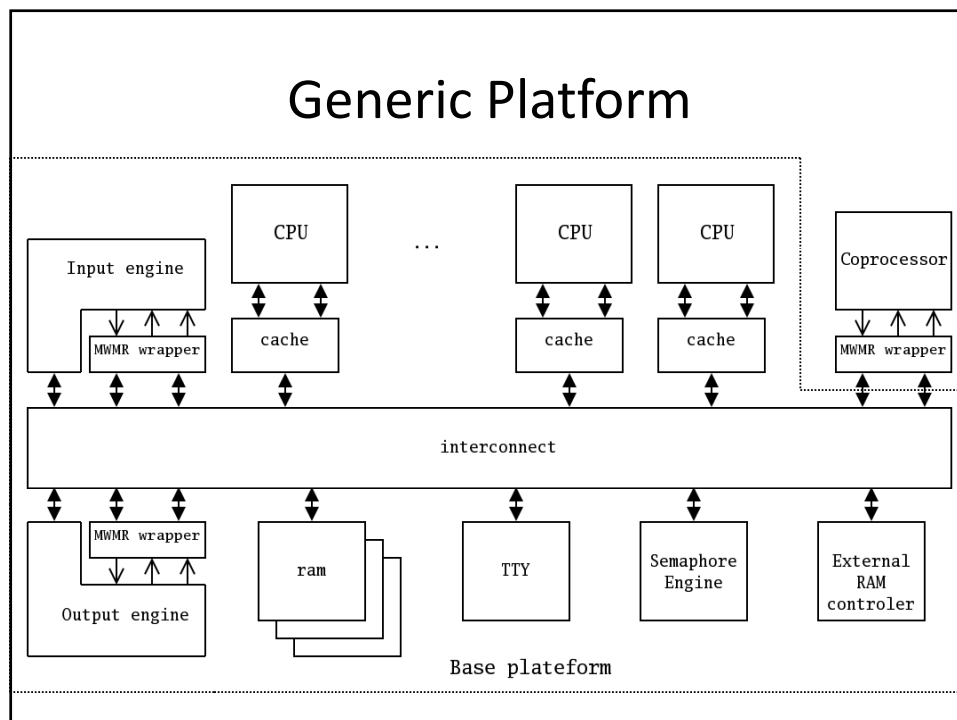 Generic Platform
CPU
...
CPU
CPU
Coprocessor
Input engine
MWMR wrapper
cache
cache
cache
MWMR wrapper
interconnect
MWMR wrapper
Output engine
ram
TTY
Semaphore
Engine
External
RAM
controler
Base plateform